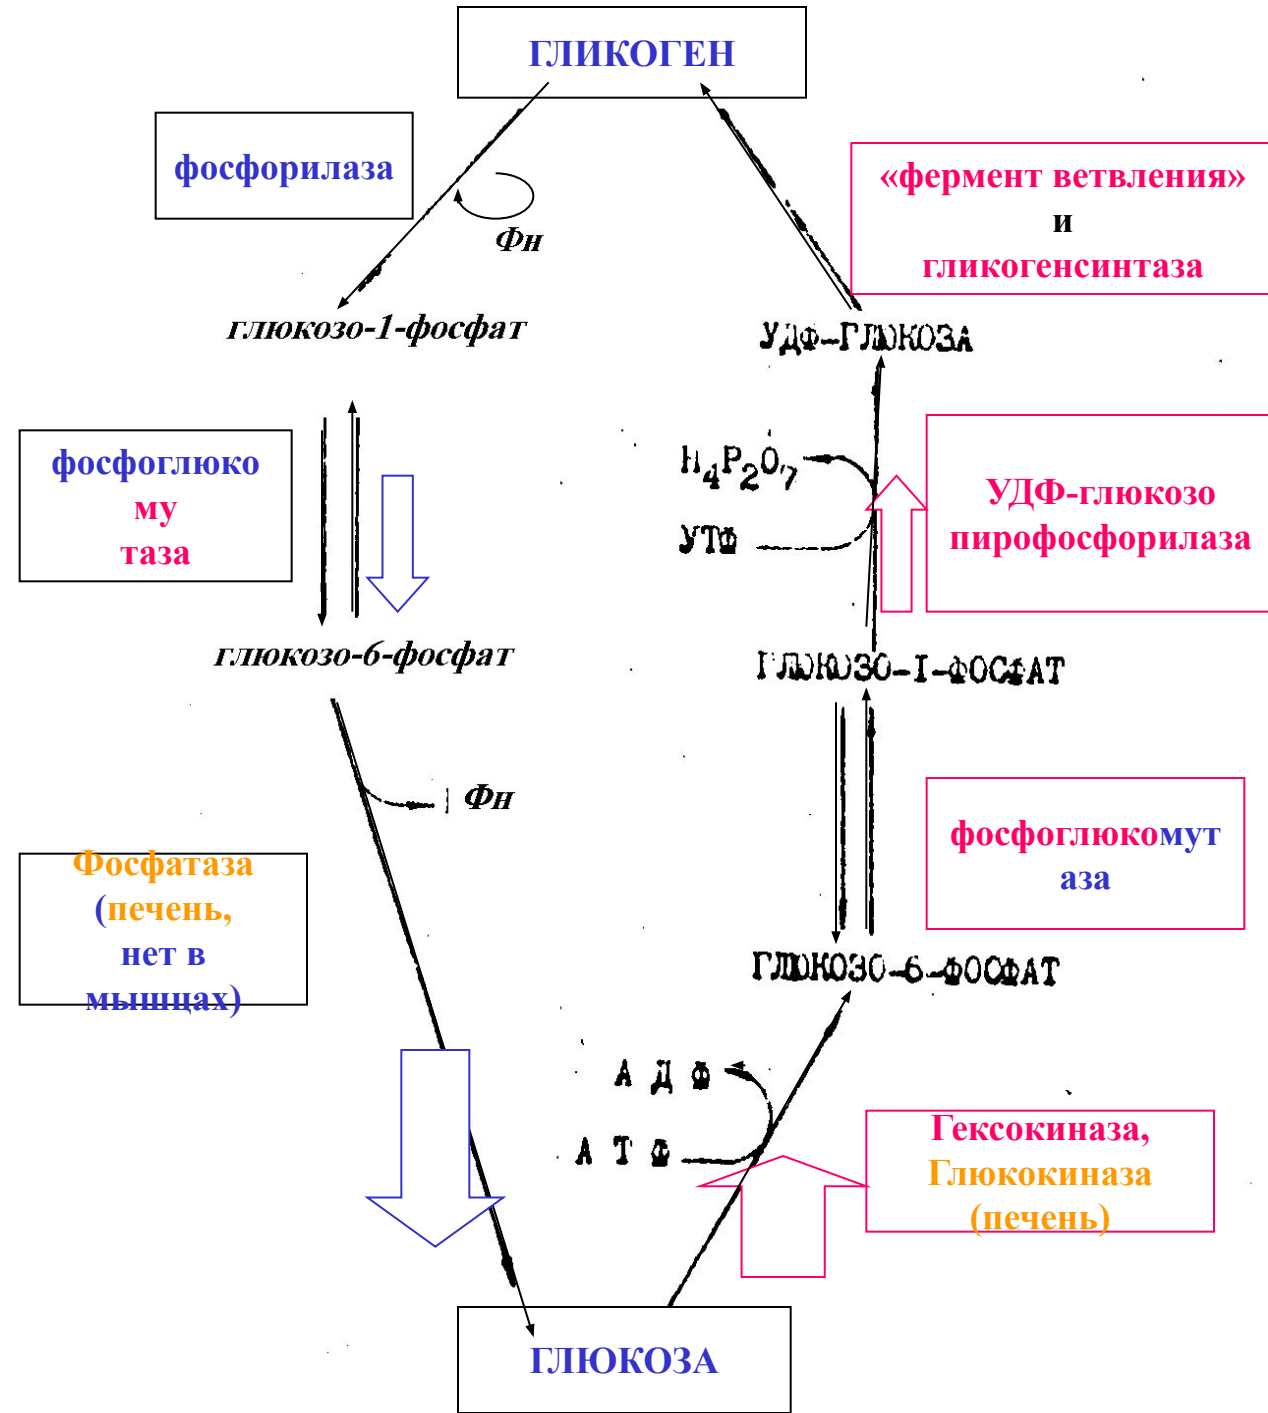 ГЛИКОГЕН
фосфорилаза
«фермент ветвления»
и
гликогенсинтаза
Фн
глюкозо-1-фосфат
УДФ-ГЛЮКОЗА
фосфоглюко
му
таза
H4P2O7
УТФ
УДФ-глюкозо
пирофосфорилаза
глюкозо-6-фосфат
ГЛЮКОЗО-I-ФОСФАТ
Фн
фосфоглюкомут
аза
Фосфатаза
(печень,
нет в
мышцах)
ГЛЮКОЗО-6-ФОСФАТ
АДФ
АТФ
Гексокиназа,
Глюкокиназа
(печень)
ГЛЮКОЗА